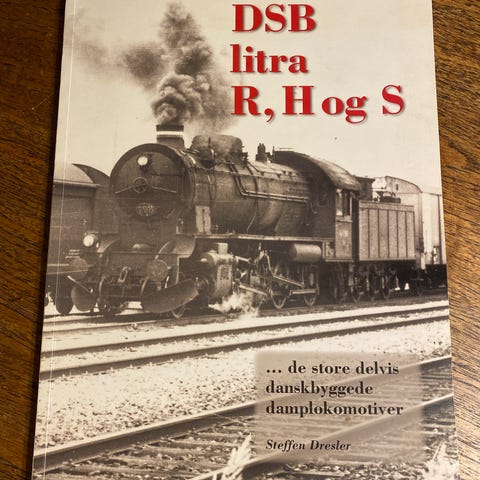 DSB
litra
R, H og S
... de store delvis
danskbyggede
damplokomotiver
Steffen Dresler